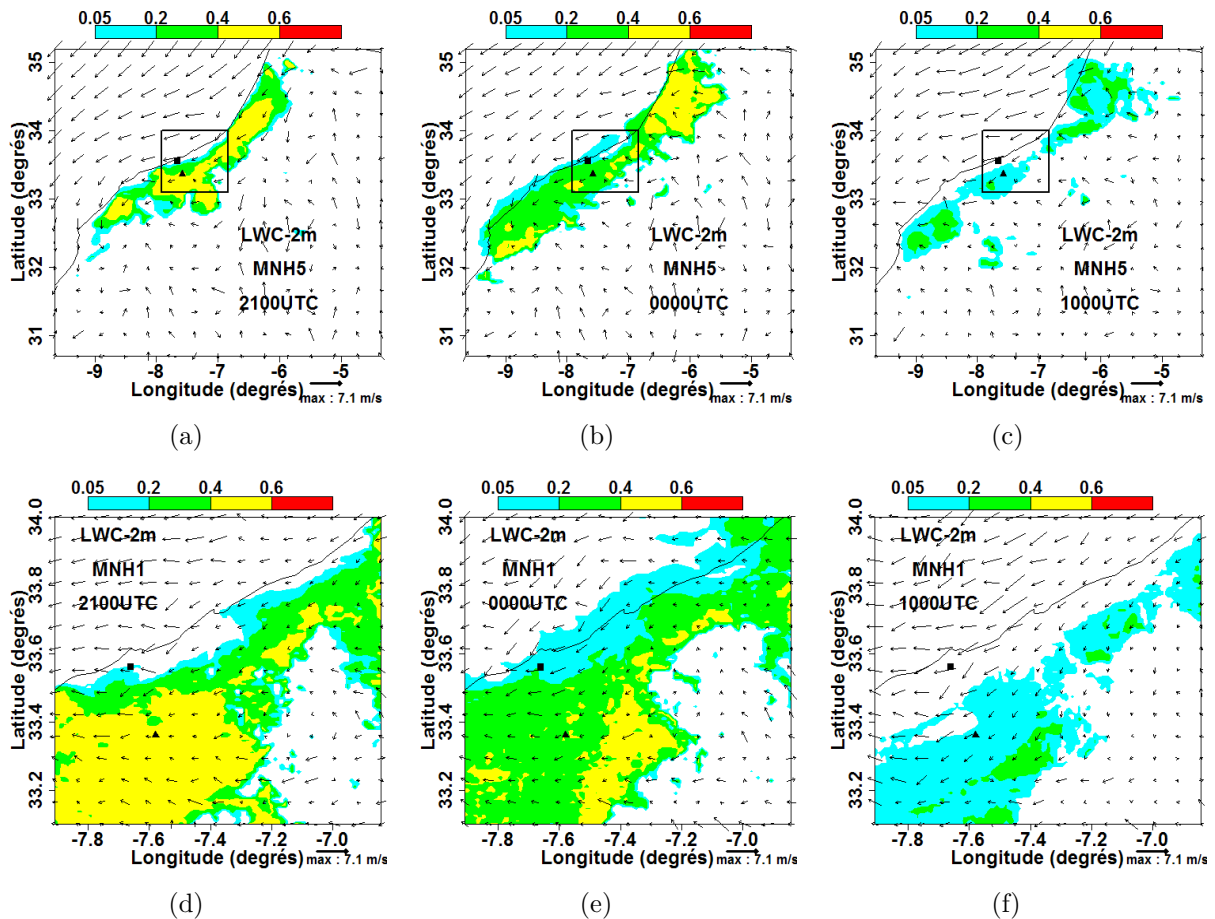 0.05 0.2 0.4 0.6
35
34
33
32
31
Latitude (degrés)
LWC-2m
MNH5
2100UTC
-9 -8 -7 -6 -5
Longitude (degrés)
max : 7.1 m/s
(a)
0.05 0.2 0.4 0.6
35
34
33
32
31
Latitude (degrés)
LWC-2m
MNH5
0000UTC
-9 -8 -7 -6 -5
Longitude (degrés)
max : 7.1 m/s
(b)
0.05 0.2 0.4 0.6
35
34
33
32
31
Latitude (degrés)
LWC-2m
MNH5
1000UTC
-9 -8 -7 -6 -5
Longitude (degrés)
max : 7.1 m/s
(c)
0.05 0.2 0.4 0.6
34.0
33.8
33.6
33.4
33.2
Latitude (degrés)
LWC-2m
MNH1
2100UTC
-7.8 -7.6 -7.4 -7.2 -7.0
Longitude (degrés)
max : 7.1 m/s
(d)
0.05 0.2 0.4 0.6
34.0
33.8
33.6
33.4
33.2
Latitude (degrés)
LWC-2m
MNH1
0000UTC
-7.8 -7.6 -7.4 -7.2 -7.0
Longitude (degrés)
max : 7.1 m/s
(e)
0.05 0.2 0.4 0.6
34.0
33.8
33.6
33.4
33.2
Latitude (degrés)
LWC-2m
MNH1
1000UTC
-7.8 -7.6 -7.4 -7.2 -7.0
Longitude (degrés)
max : 7.1 m/s
(f)